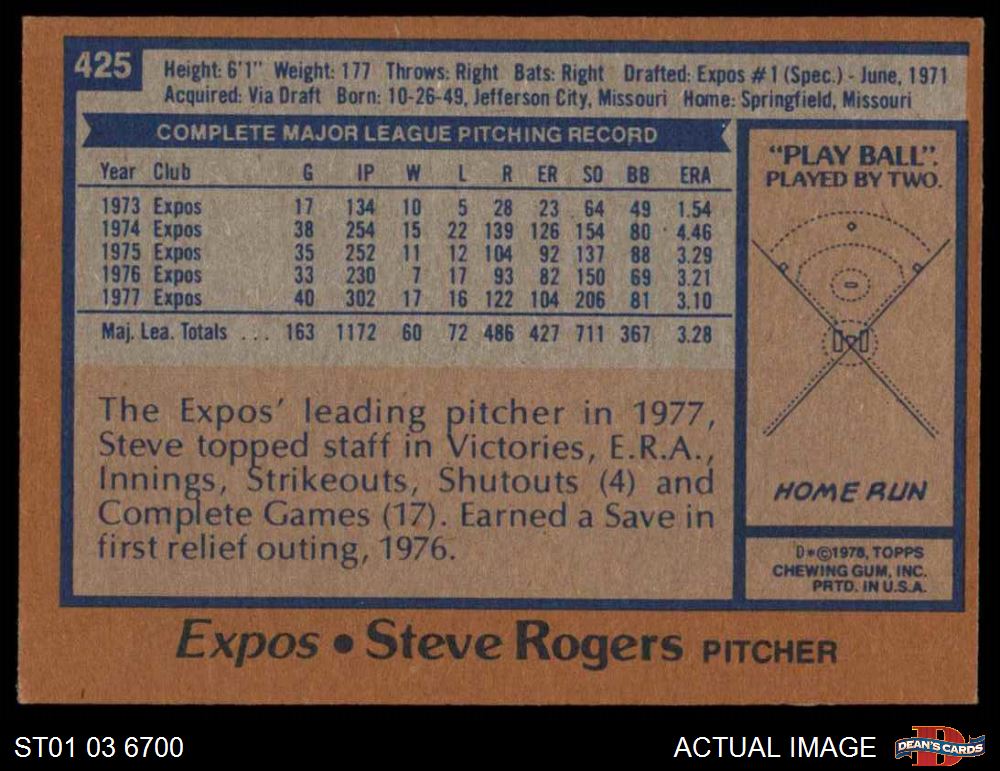 425
Height: 6'1" Weight: 177 Throws: Right Bats: Right Drafted: Expos #1 (Spec.) - June, 1971
Acquired: Via Draft Born: 10-26-49, Jefferson City, Missouri Home: Springfield, Missouri
COMPLETE MAJOR LEAGUE PITCHING RECORD
Year Club G IP W L R ER SO BB ERA
1973 Expos 17 134 10 5 28 23 64 49 1.54
1974 Expos 38 254 15 22 139 126 154 80 4.46
1975 Expos 35 252 11 12 104 92 137 88 3.29
1976 Expos 33 230 7 17 93 82 150 69 3.21
1977 Expos 40 302 17 16 122 104 206 81 3.10
Maj. Lea. Totals ... 163 1172 60 72 486 427 711 367 3.28
The Expos' leading pitcher in 1977,
Steve topped staff in Victories, E.R.A.,
Innings, Strikeouts, Shutouts (4) and
Complete Games (17). Earned a Save in
first relief outing, 1976.
"PLAY BALL".
PLAYED BY TWO.
HOME RUN
D*©1978, TOPPS
CHEWING GUM, INC.
PRTD. IN U.S.A.
Expos • Steve Rogers PITCHER
ST01 03 6700
ACTUAL IMAGE
D
DEAN'S CARDS